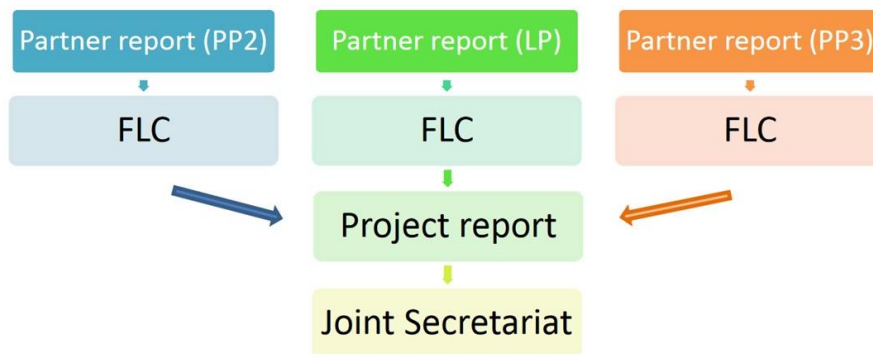 Partner report (PP2)
Partner report (LP)
Partner report (PP3)
FLC
FLC
FLC
Project report
Joint Secretariat